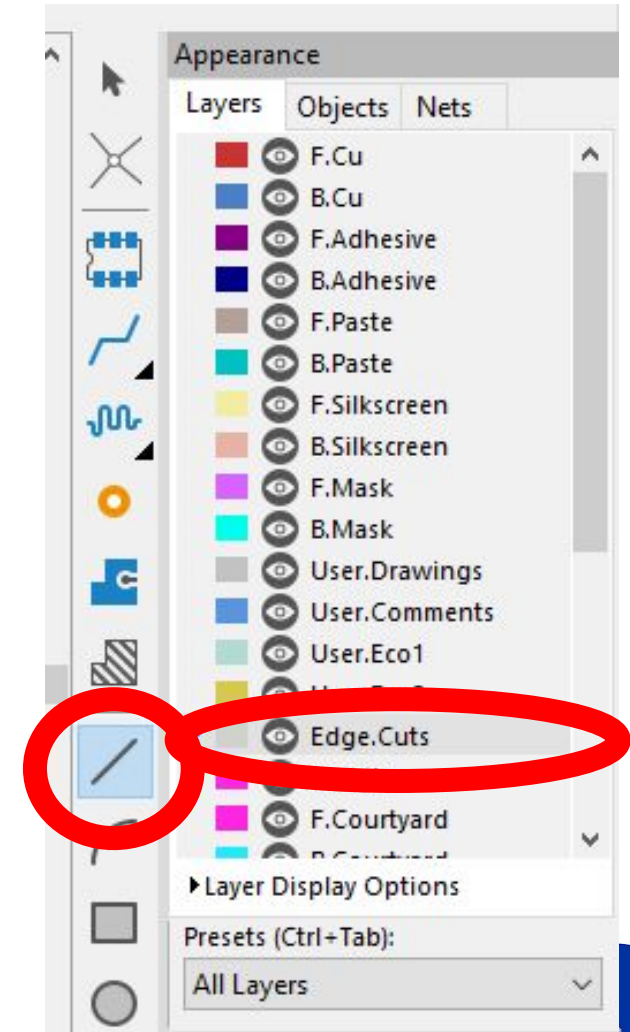 Appearance
Layers Objects Nets
F.Cu
B.Cu
F.Adhesive
B.Adhesive
F.Paste
B.Paste
F.Silkscreen
B.Silkscreen
F.Mask
B.Mask
User.Drawings
User.Comments
User.Eco1
Edge.Cuts
F.Courtyard
Layer Display Options
Presets (Ctrl+Tab):
All Layers